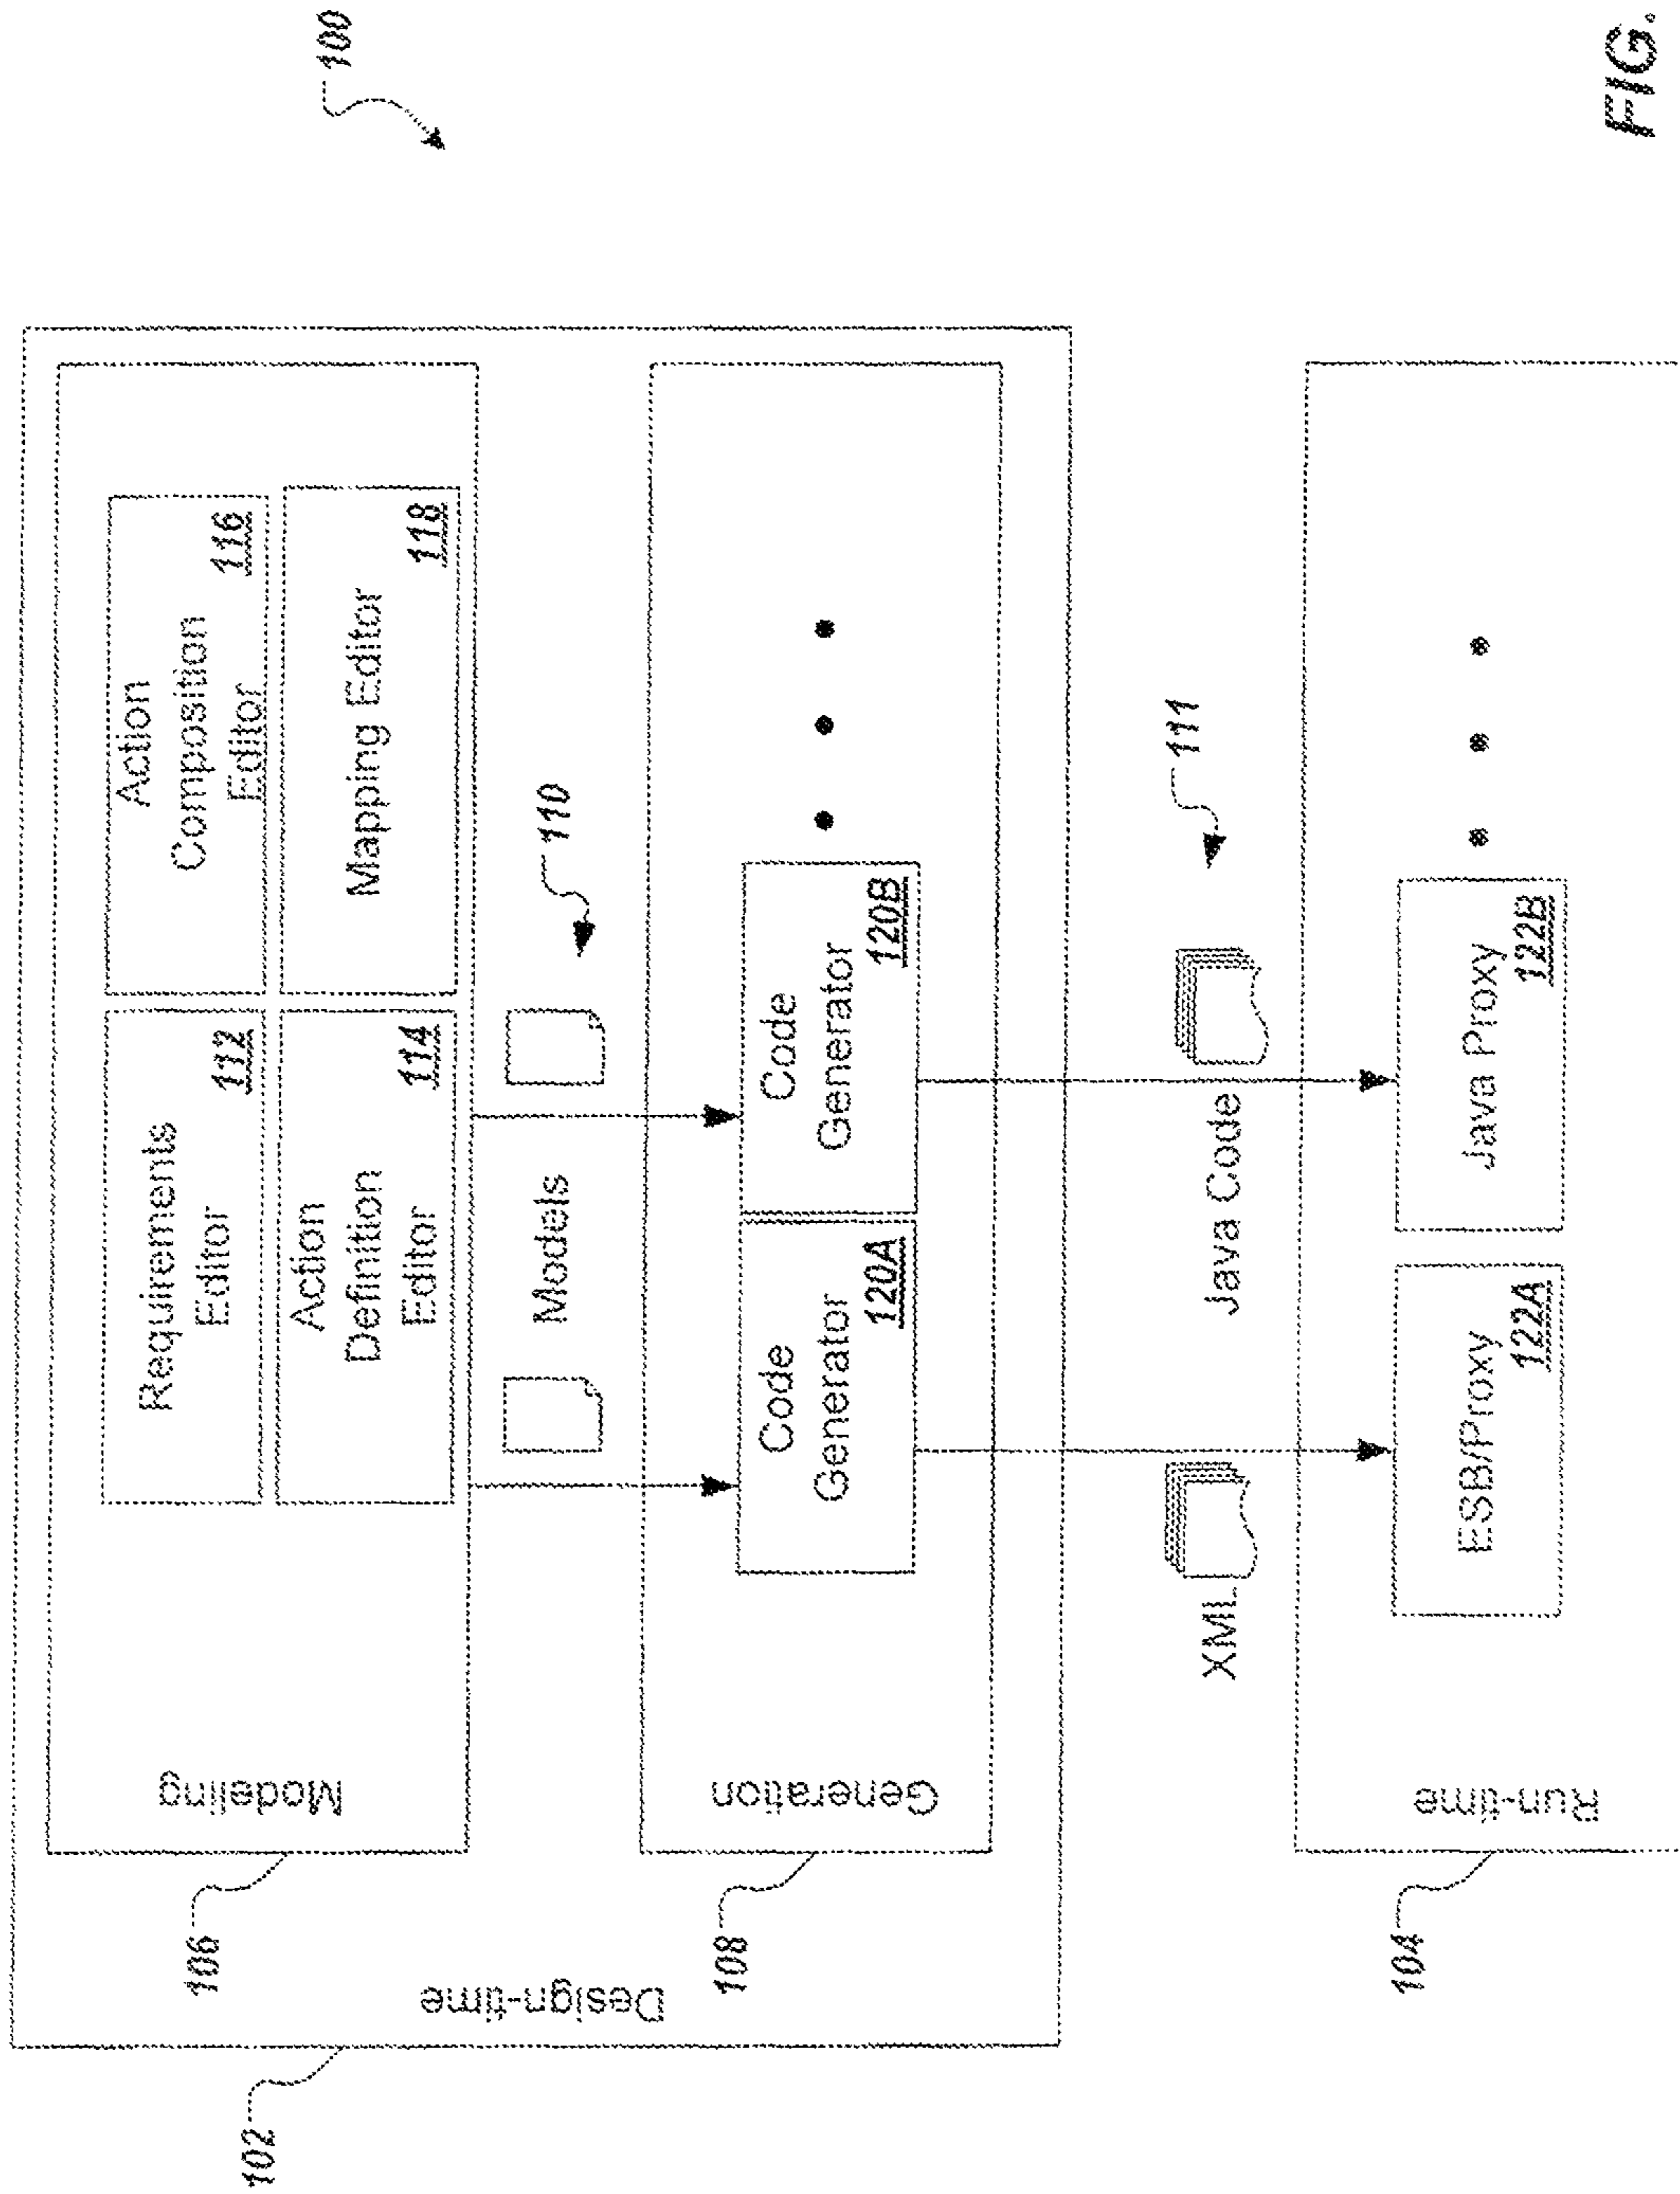 100
102
Design-time
106
Modeling
Requirements
Editor
112
Action
Composition
Editor
116
Action
Definition
Editor
114
Mapping Editor
118
Models
110
108
Generation
Code
Generator
120A
Code
Generator
120B
XML
Java Code
111
104
Run-time
ESB/Proxy
122A
Java Proxy
122B
FIG.